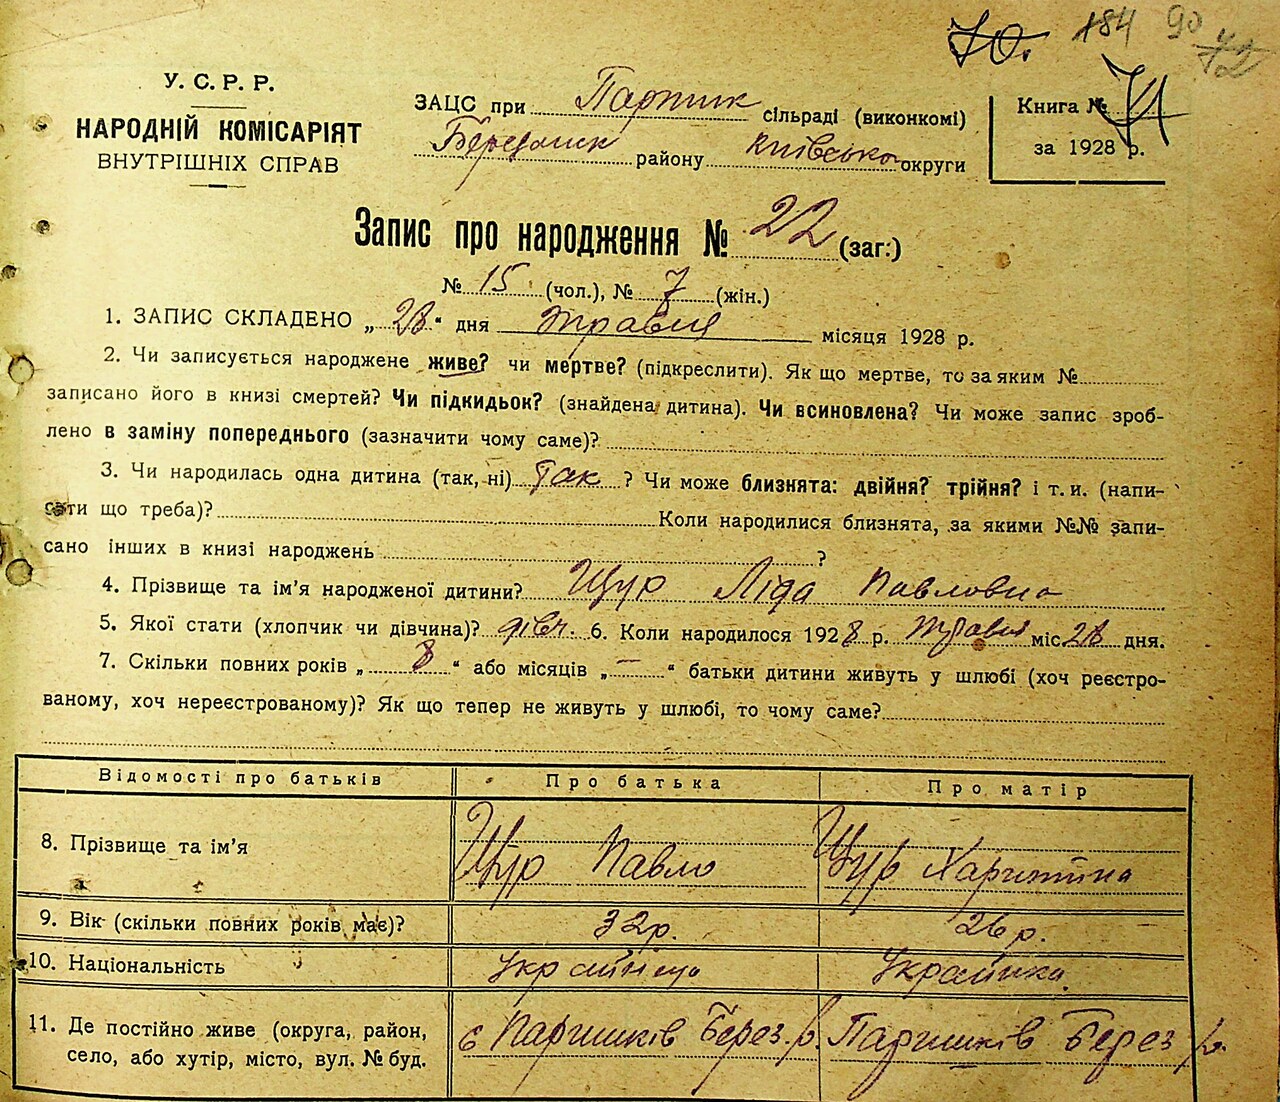 70. 184 90 72
У. С. Р. Р.
НАРОДНІЙ КОМІСАРІЯТ
ВНУТРІШНІХ СПРАВ
ЗАЦС при сільраді (виконкомі)
району київсько округи
Книга № 71
за 1928 р.
Запис про народження № 22 (заг.)
№ 15 (чол.), № 7 (жін.)
1. ЗАПИС СКЛАДЕНО „28“ дня травня місяця 1928 р.
2. Чи записується народжене живе? чи мертве? (підкреслити). Як що мертве, то за яким №
записано його в книзі смертей? Чи підкидьок? (знайдена дитина). Чи всиновлена? Чи може запис зроб-
лено в заміну попереднього (зазначити чому саме)?
3. Чи народилась одна дитина (так, ні) так ? Чи може близнята: двійня? трійня? і т. и. (напи-
сати що треба)? Коли народилися близнята, за якими №№ запи-
сано інших в книзі народжень ?
4. Прізвище та ім’я народженої дитини? Щур Ліда Павловна
5. Якої стати (хлопчик чи дівчина)? дівч. 6. Коли народилося 1928 р. травня міс 28 дня.
7. Скільки повних років „ 8 “ або місяців „ — “ батьки дитини живуть у шлюбі (хоч реєстро-
ваному, хоч нереєстрованому)? Як що тепер не живуть у шлюбі, то чому саме?
Відомості про батьків Про батька Про матір
8. Прізвище та ім’я Щур Павло Щур Харитина
9. Вік (скільки повних років має)? 32 р. 26 р.
10. Національність Українець Українка
11. Де постійно живе (округа, район,
село, або хутір, місто, вул. № буд.
с Паришків Берез. р. Паришків Берез р.